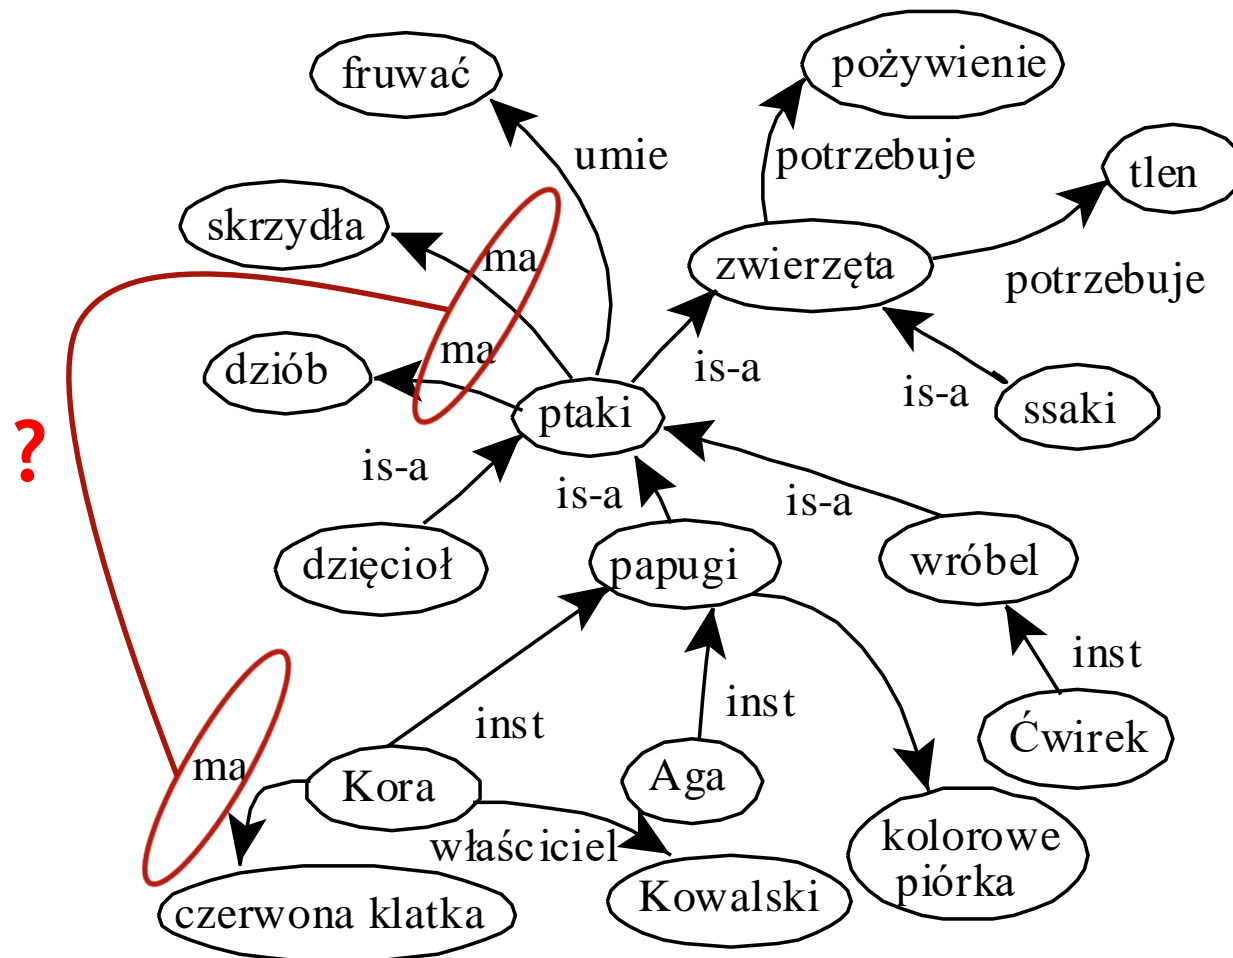 fruwać
pożywienie
umie
potrzebuje
tlen
skrzydła
ma
zwierzęta
potrzebuje
ma
dziób
is-a
is-a
ssaki
ptaki
?
is-a
is-a
is-a
dzięcioł
papugi
wróbel
inst
inst
inst
Ćwirek
ma
Kora
Aga
właściciel
kolorowe
piórka
czerwona klatka
Kowalski